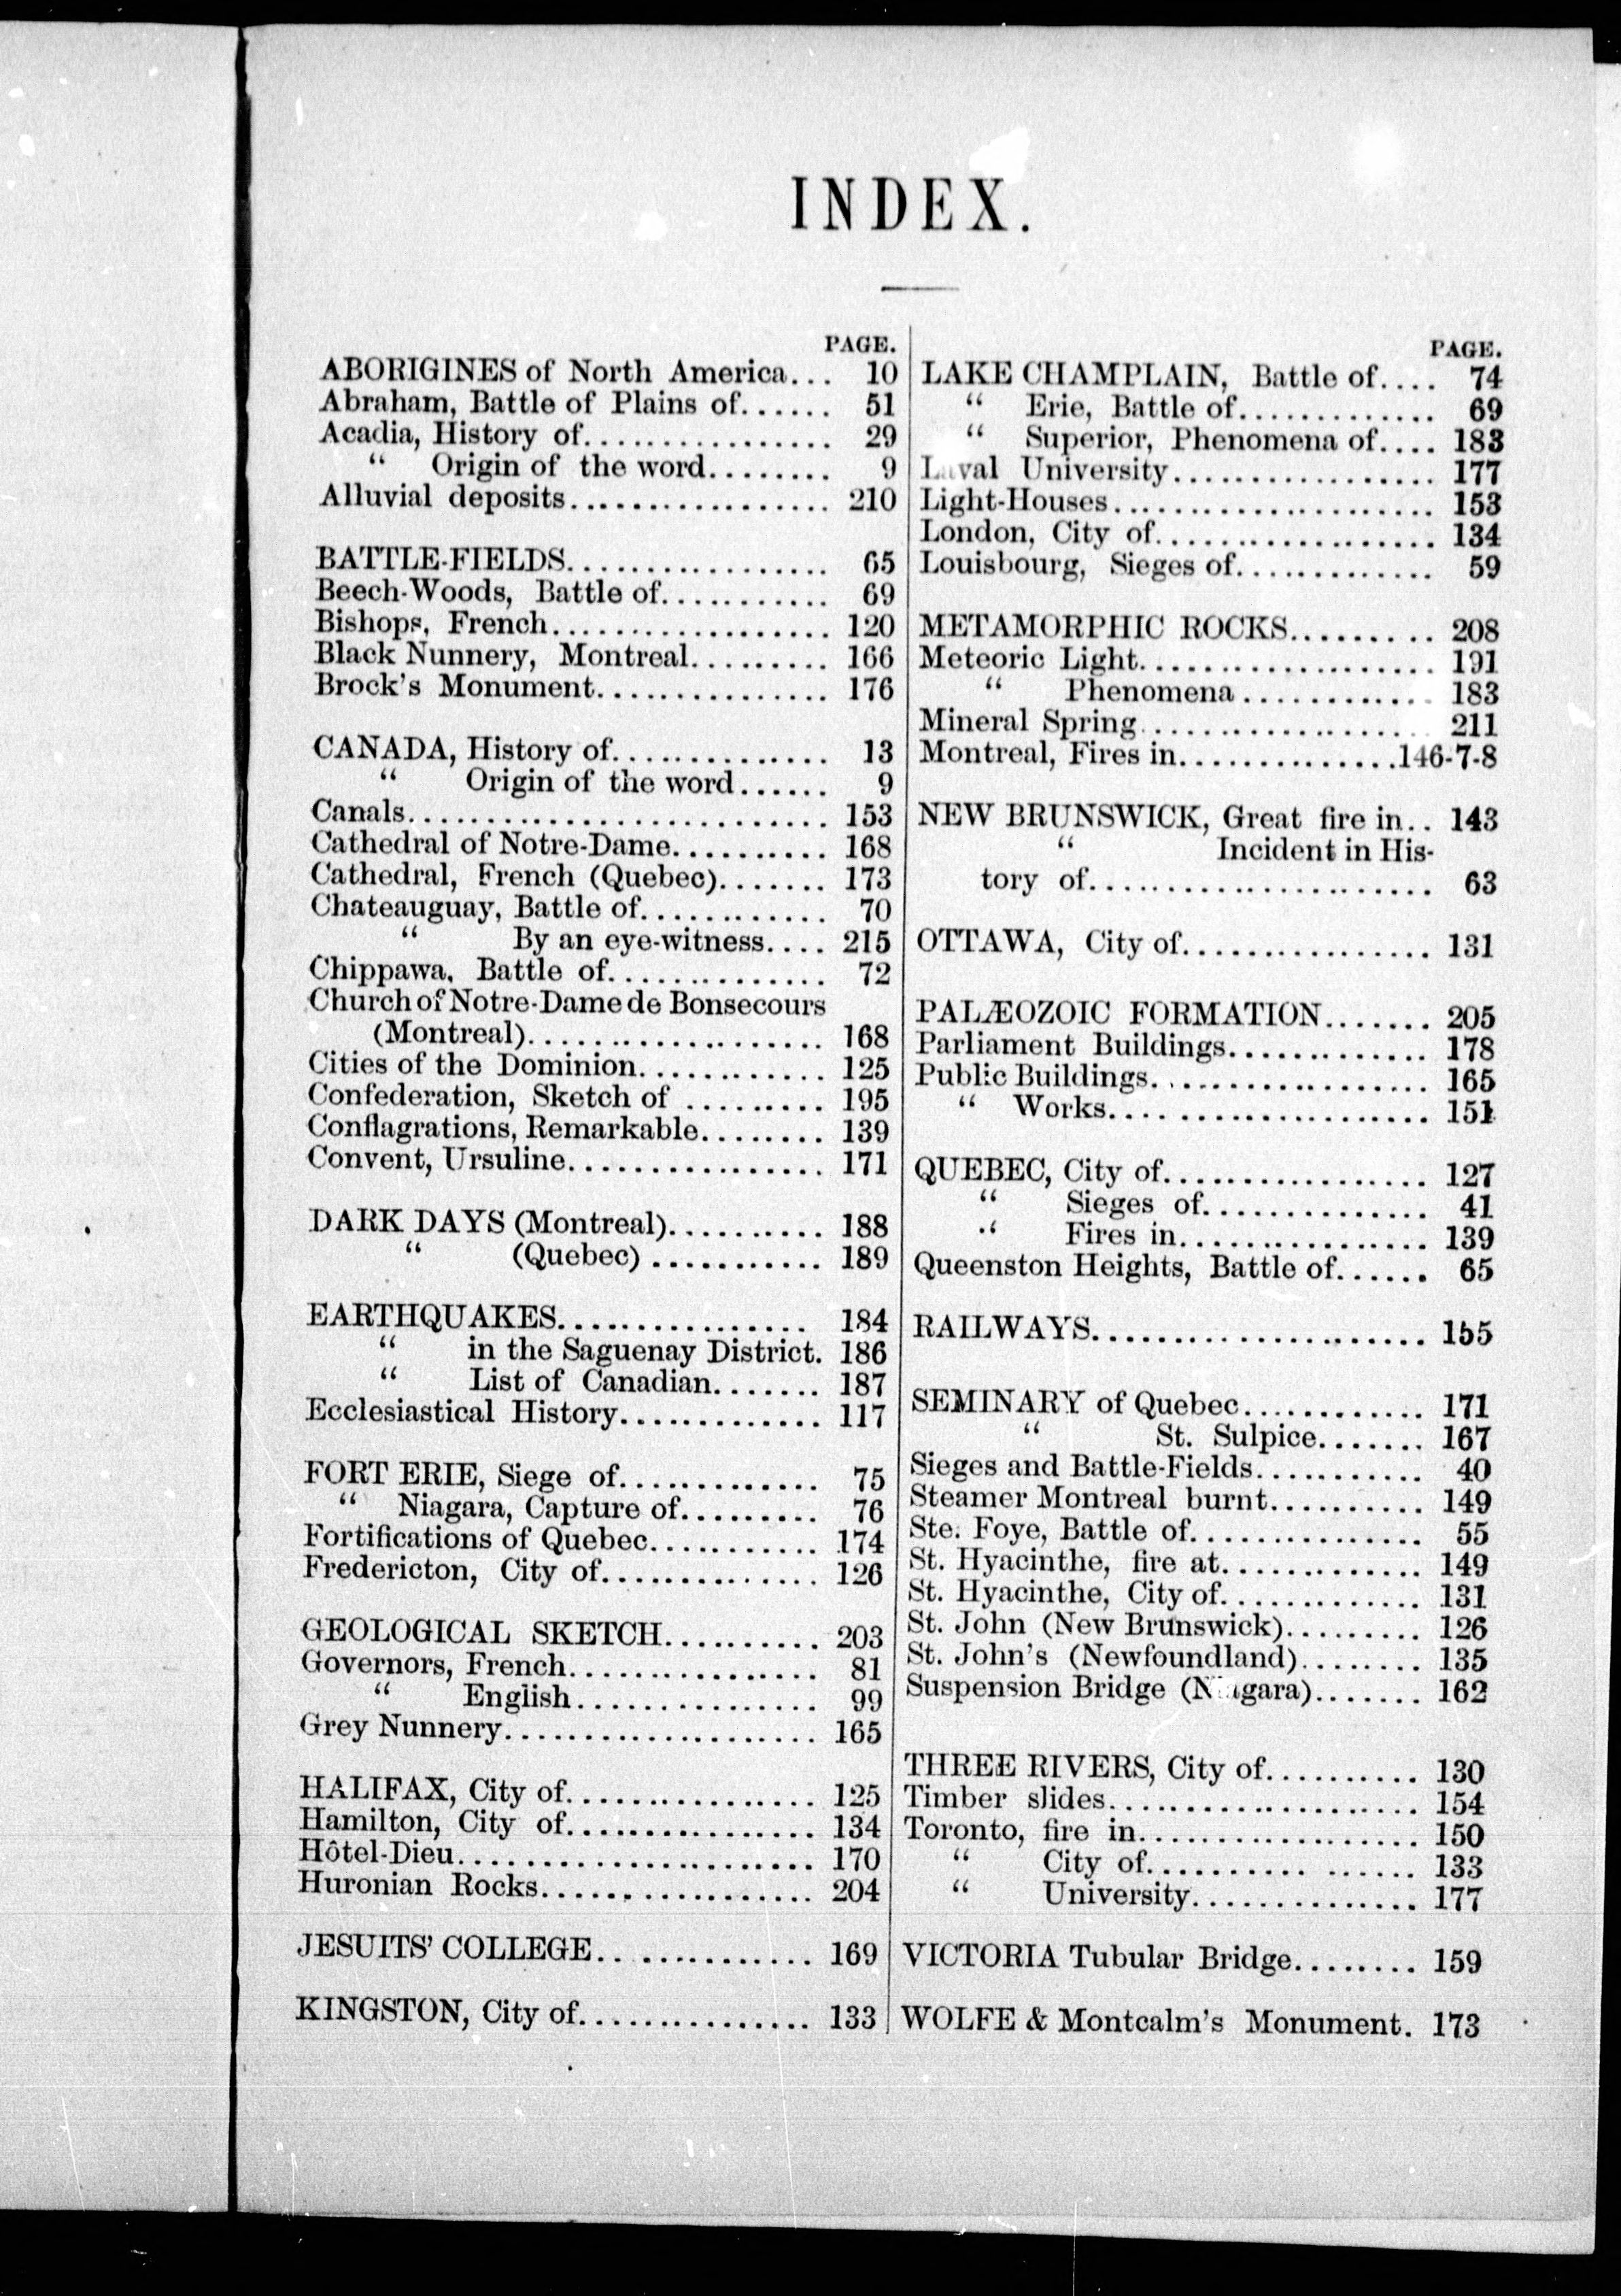 INDEX.
PAGE.
ABORIGINES of North America... 10
Abraham, Battle of Plains of...... 51
Acadia, History of................ 29
“ Origin of the word........ 9
Alluvial deposits................. 210
BATTLE-FIELDS................. 65
Beech-Woods, Battle of........... 69
Bishops, French.................. 120
Black Nunnery, Montreal......... 166
Brock's Monument............... 176
CANADA, History of.............. 13
“ Origin of the word...... 9
Canals........................... 153
Cathedral of Notre-Dame.......... 168
Cathedral, French (Quebec)....... 173
Chateauguay, Battle of............ 70
“ By an eye-witness.... 215
Chippawa, Battle of.............. 72
Church of Notre-Dame de Bonsecours
(Montreal)................... 168
Cities of the Dominion............ 125
Confederation, Sketch of ......... 195
Conflagrations, Remarkable........ 139
Convent, Ursuline................ 171
DARK DAYS (Montreal).......... 188
“ (Quebec) ........... 189
EARTHQUAKES................ 184
“ in the Saguenay District. 186
“ List of Canadian....... 187
Ecclesiastical History............. 117
FORT ERIE, Siege of............. 75
“ Niagara, Capture of......... 76
Fortifications of Quebec........... 174
Fredericton, City of.............. 126
GEOLOGICAL SKETCH.......... 203
Governors, French................ 81
“ English................ 99
Grey Nunnery.................... 165
HALIFAX, City of................ 125
Hamilton, City of................ 134
Hôtel-Dieu....................... 170
Huronian Rocks.................. 204
JESUITS' COLLEGE.............. 169
KINGSTON, City of............... 133
PAGE.
LAKE CHAMPLAIN, Battle of.... 74
“ Erie, Battle of............. 69
“ Superior, Phenomena of.... 183
Laval University................. 177
Light-Houses..................... 153
London, City of.................. 134
Louisbourg, Sieges of............. 59
METAMORPHIC ROCKS......... 208
Meteoric Light................... 191
“ Phenomena ............. 183
Mineral Spring................... 211
Montreal, Fires in..............146-7-8
NEW BRUNSWICK, Great fire in.. 143
“ Incident in His-
tory of...................... 63
OTTAWA, City of................ 131
PALÆOZOIC FORMATION....... 205
Parliament Buildings............. 178
Public Buildings.................. 165
“ Works.................... 151
QUEBEC, City of................. 127
“ Sieges of.............. 41
“ Fires in................ 139
Queenston Heights, Battle of...... 65
RAILWAYS...................... 155
SEMINARY of Quebec............ 171
“ St. Sulpice....... 167
Sieges and Battle-Fields........... 40
Steamer Montreal burnt.......... 149
Ste. Foye, Battle of............... 55
St. Hyacinthe, fire at............. 149
St. Hyacinthe, City of............. 131
St. John (New Brunswick)......... 126
St. John's (Newfoundland)........ 135
Suspension Bridge (Niagara)....... 162
THREE RIVERS, City of.......... 130
Timber slides.................... 154
Toronto, fire in.................. 150
“ City of.......... ...... 133
“ University............... 177
VICTORIA Tubular Bridge........ 159
WOLFE & Montcalm's Monument. 173